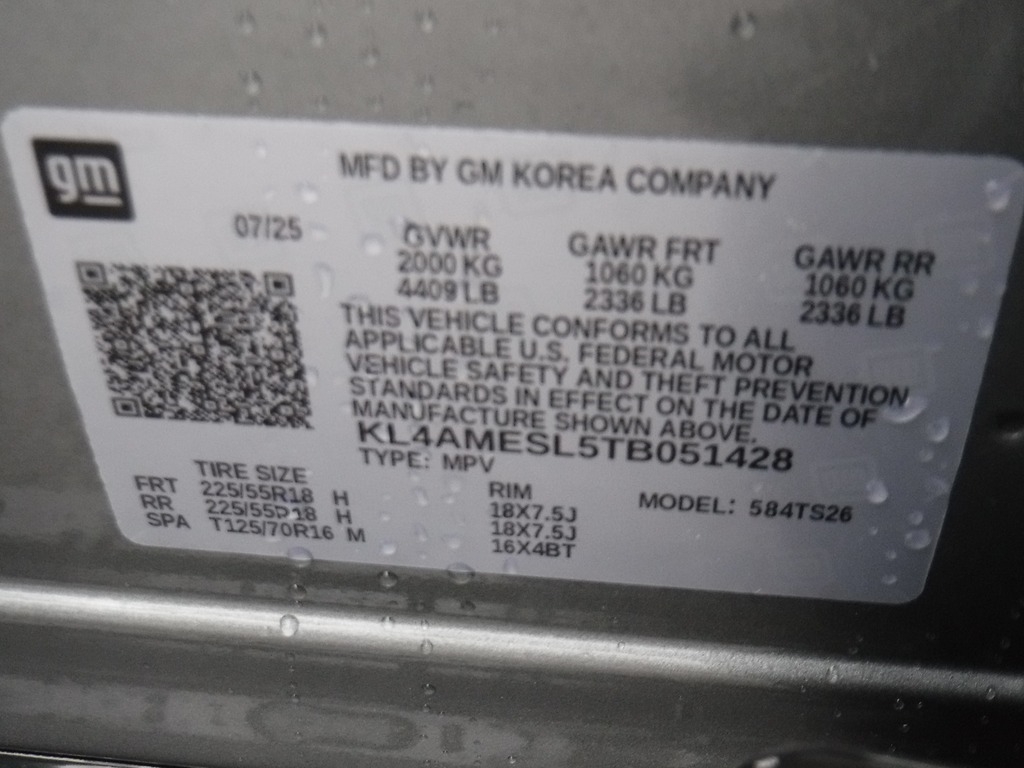 gm
MFD BY GM KOREA COMPANY
07/25
GVWR GAWR FRT GAWR RR
2000 KG 1060 KG 1060 KG
4409 LB 2336 LB 2336 LB
THIS VEHICLE CONFORMS TO ALL
APPLICABLE U.S. FEDERAL MOTOR
VEHICLE SAFETY AND THEFT PREVENTION
STANDARDS IN EFFECT ON THE DATE OF
MANUFACTURE SHOWN ABOVE.
KL4AMESL5TB051428
TYPE: MPV
TIRE SIZE RIM MODEL: 584TS26
FRT 225/55R18 H 18X7.5J
RR 225/55R18 H 18X7.5J
SPA T125/70R16 M 16X4BT